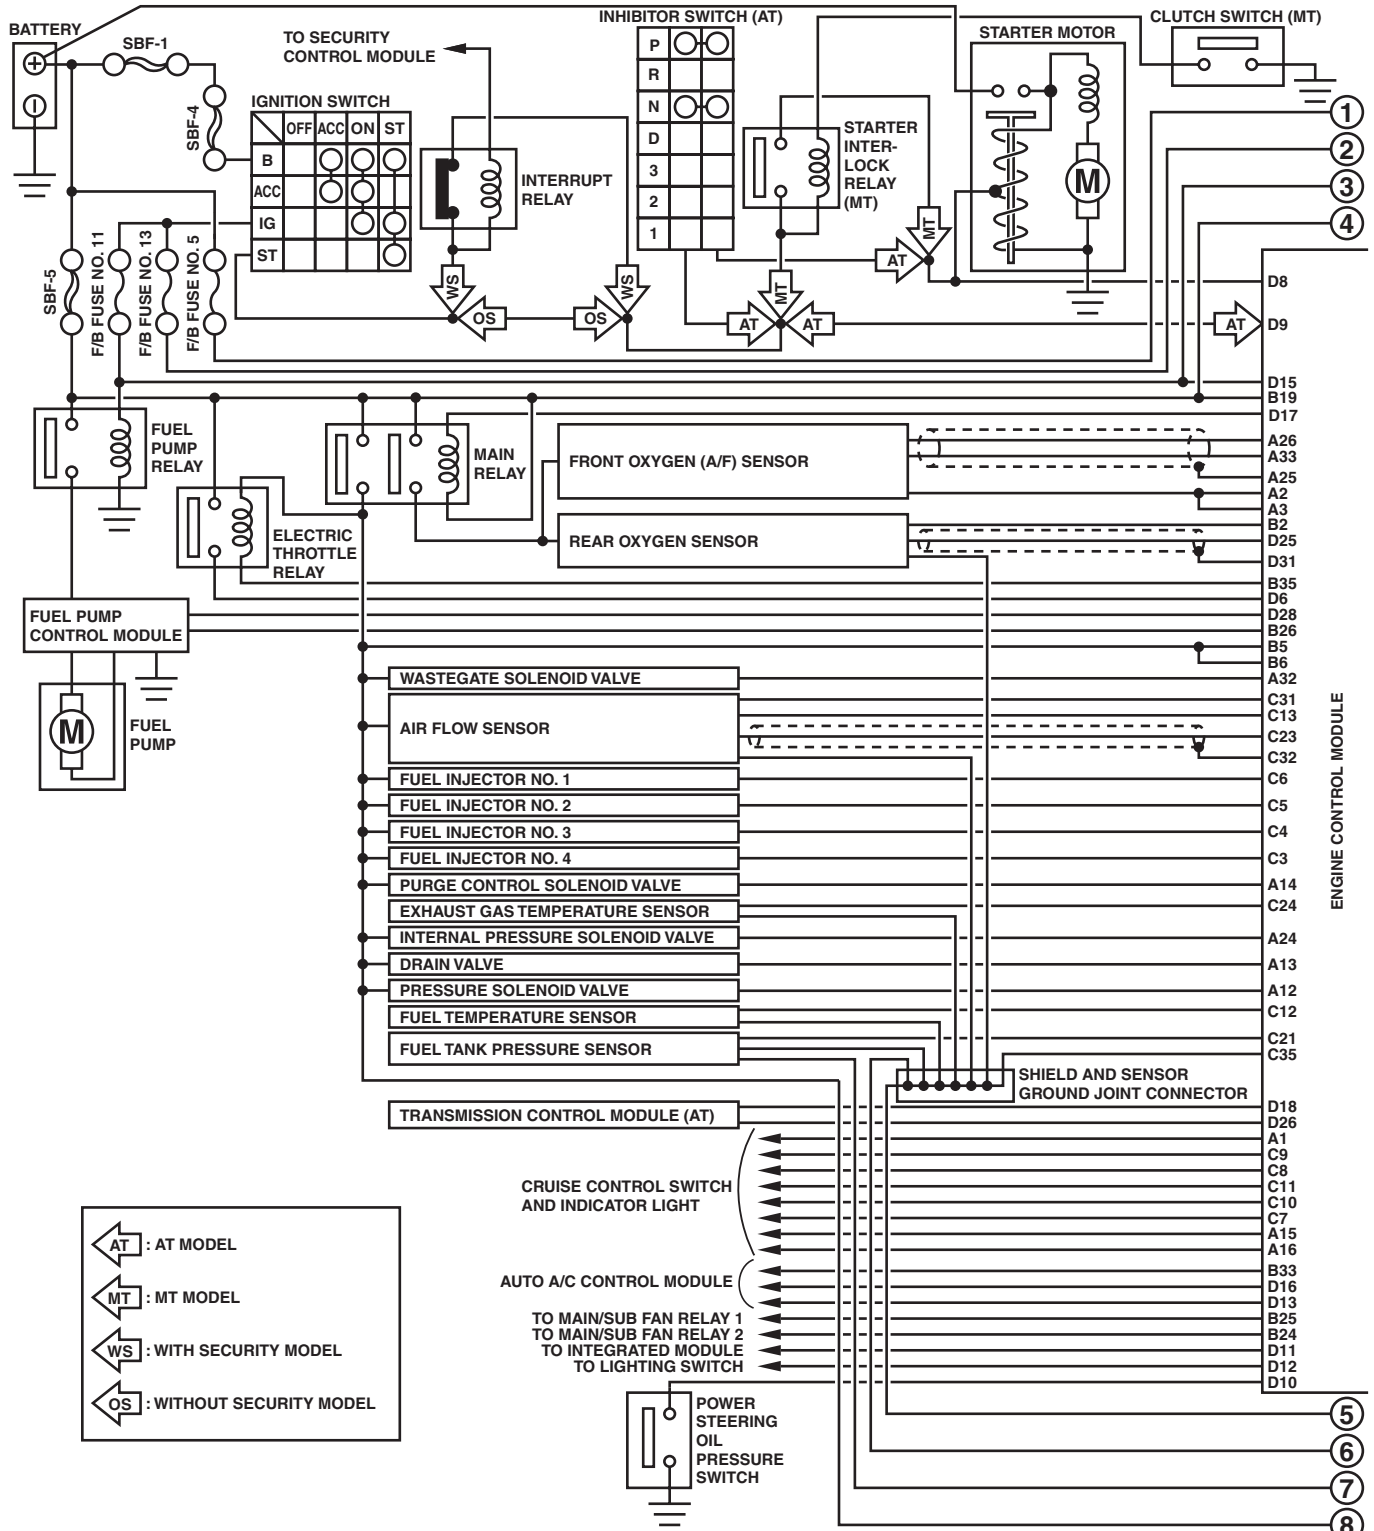 BATTERY
SBF-1
TO SECURITY
CONTROL MODULE
INHIBITOR SWITCH (AT)
P
R
N
D
3
2
1
CLUTCH SWITCH (MT)
STARTER MOTOR
M
SBF-4
IGNITION SWITCH
OFF ACC ON ST
B
ACC
IG
ST
INTERRUPT
RELAY
STARTER
INTER-
LOCK
RELAY
(MT)
1
2
3
4
SBF-5
F/B FUSE NO. 11
F/B FUSE NO. 13
F/B FUSE NO. 5
WS
OS
OS
WS
MT
AT
AT
AT
MT
AT
D8
D9
D15
B19
D17
A26
A33
A25
A2
A3
B2
D25
D31
B35
D6
D28
B26
B5
B6
A32
C31
C13
C23
C32
C6
C5
C4
C3
A14
C24
A24
A13
A12
C12
C21
C35
D18
D26
A1
C9
C8
C11
C10
C7
A15
A16
B33
D16
D13
B25
B24
D11
D12
D10
ENGINE CONTROL MODULE
FUEL
PUMP
RELAY
MAIN
RELAY
FRONT OXYGEN (A/F) SENSOR
REAR OXYGEN SENSOR
ELECTRIC
THROTTLE
RELAY
FUEL PUMP
CONTROL MODULE
M
FUEL
PUMP
WASTEGATE SOLENOID VALVE
AIR FLOW SENSOR
FUEL INJECTOR NO. 1
FUEL INJECTOR NO. 2
FUEL INJECTOR NO. 3
FUEL INJECTOR NO. 4
PURGE CONTROL SOLENOID VALVE
EXHAUST GAS TEMPERATURE SENSOR
INTERNAL PRESSURE SOLENOID VALVE
DRAIN VALVE
PRESSURE SOLENOID VALVE
FUEL TEMPERATURE SENSOR
FUEL TANK PRESSURE SENSOR
SHIELD AND SENSOR
GROUND JOINT CONNECTOR
TRANSMISSION CONTROL MODULE (AT)
CRUISE CONTROL SWITCH
AND INDICATOR LIGHT
AUTO A/C CONTROL MODULE
TO MAIN/SUB FAN RELAY 1
TO MAIN/SUB FAN RELAY 2
TO INTEGRATED MODULE
TO LIGHTING SWITCH
POWER
STEERING
OIL
PRESSURE
SWITCH
5
6
7
8
AT : AT MODEL
MT : MT MODEL
WS : WITH SECURITY MODEL
OS : WITHOUT SECURITY MODEL